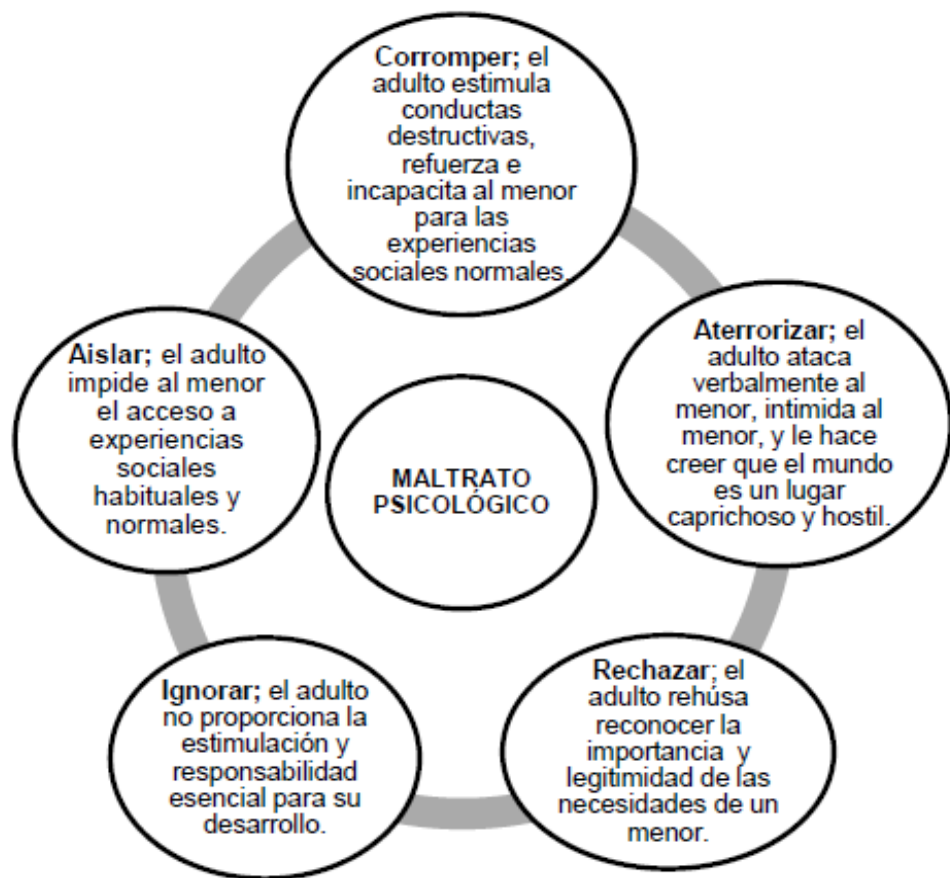 Corromper; el
adulto estimula
conductas
destructivas,
refuerza e
incapacita al menor
para las
experiencias
sociales normales.
Aterrorizar; el
adulto ataca
verbalmente al
menor, intimida al
menor, y le hace
creer que el mundo
es un lugar
caprichoso y hostil.
Rechazar; el
adulto rehúsa
reconocer la
importancia y
legitimidad de las
necesidades de un
menor.
Ignorar; el adulto
no proporciona la
estimulación y
responsabilidad
esencial para su
desarrollo.
Aislar; el adulto
impide al menor
el acceso a
experiencias
sociales
habituales y
normales.
MALTRATO
PSICOLÓGICO